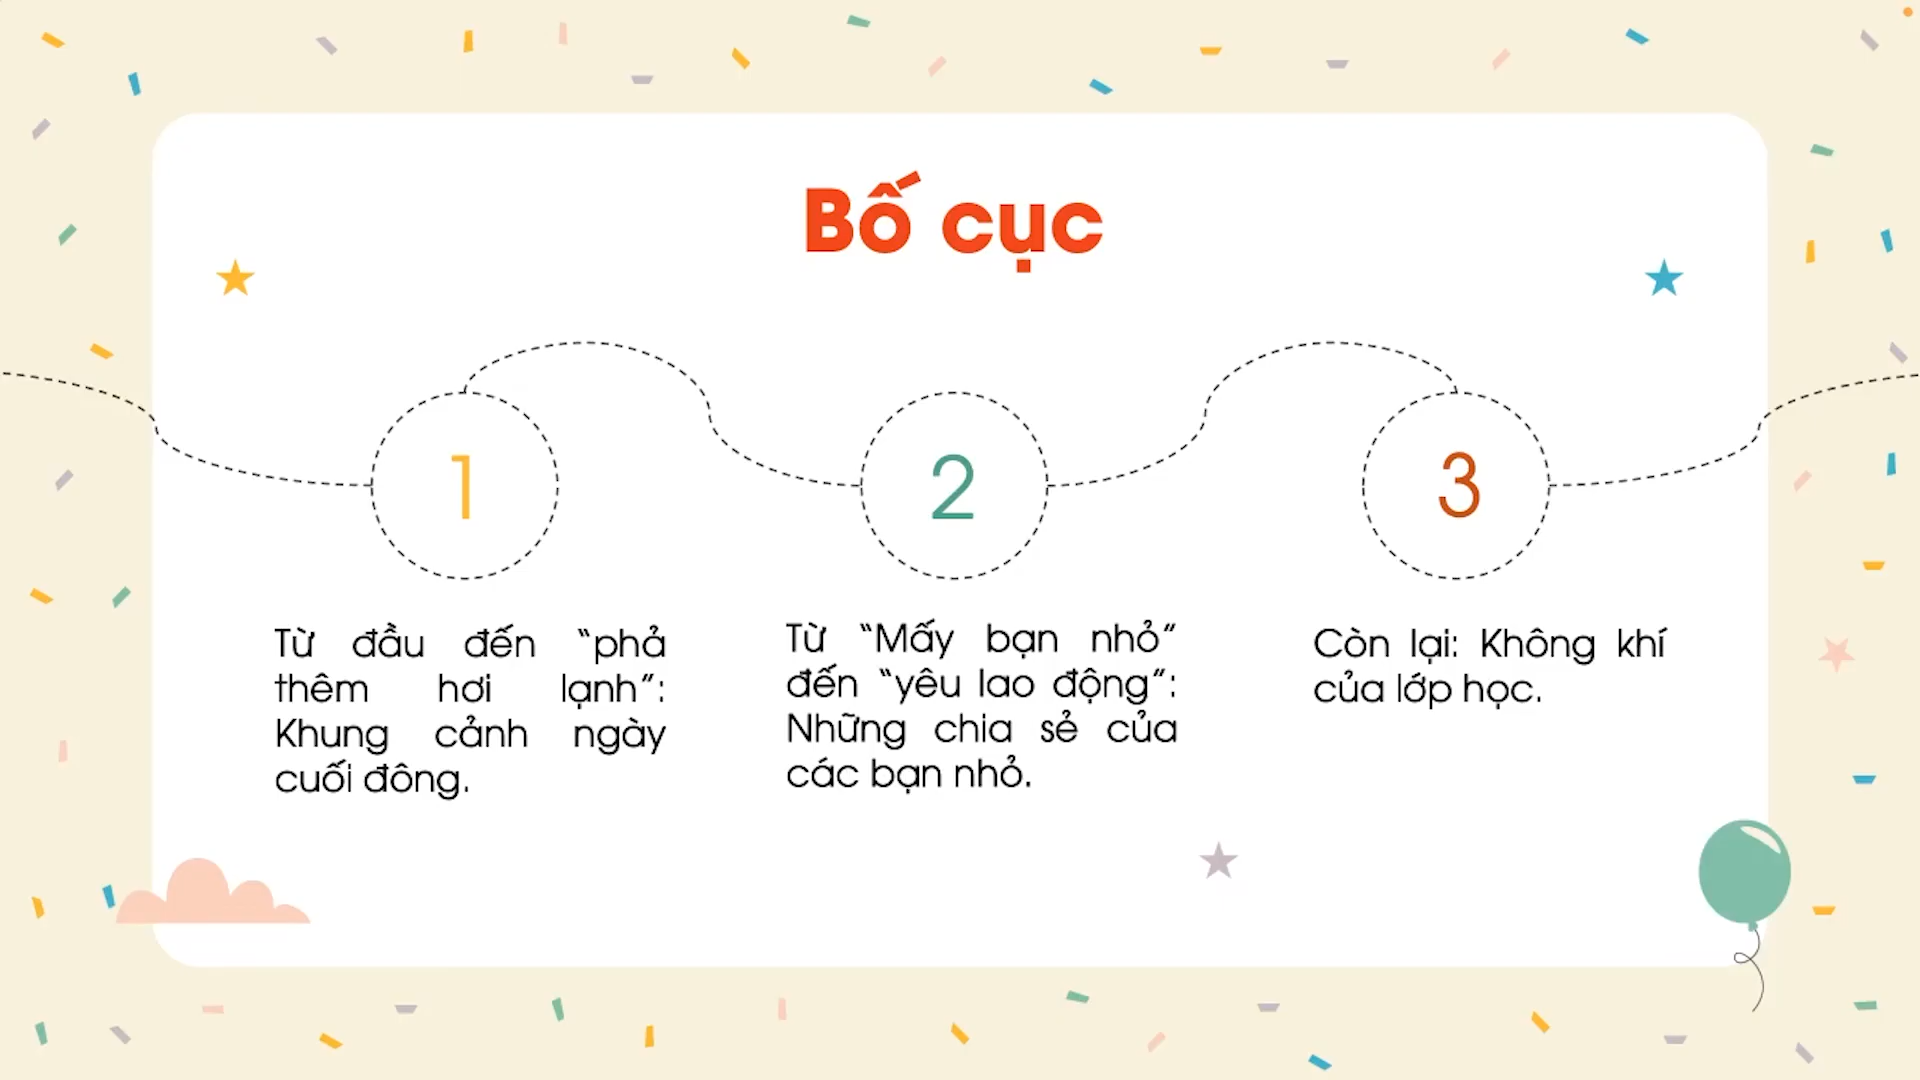 Bố cục
1
2
3
Từ đầu đến “phả
thêm hơi lạnh”:
Khung cảnh ngày
cuối đông.
Từ “Mấy bạn nhỏ”
đến “yêu lao động”:
Những chia sẻ của
các bạn nhỏ.
Còn lại: Không khí
của lớp học.